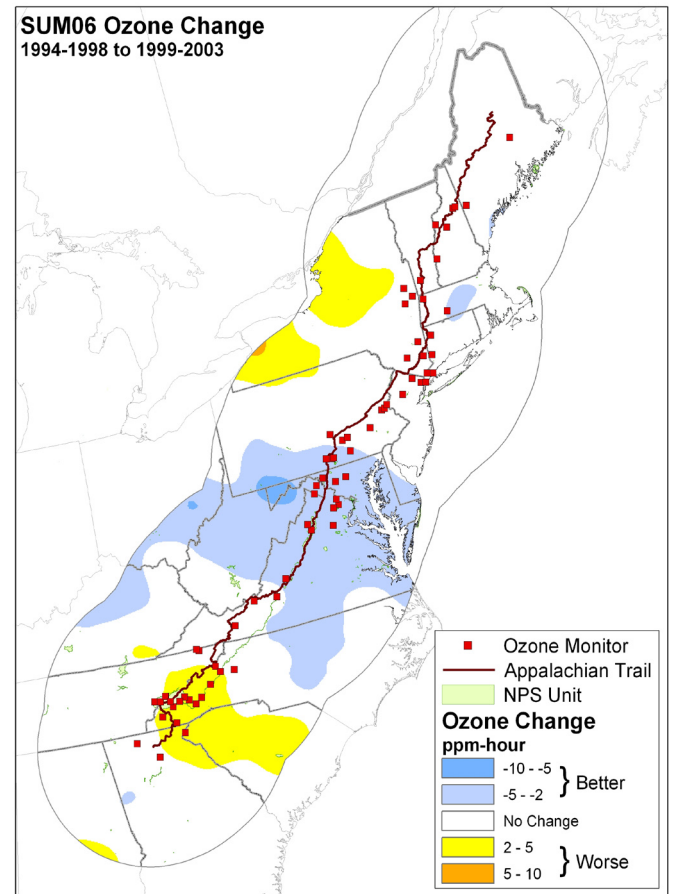 SUM06 Ozone Change
1994-1998 to 1999-2003
Ozone Monitor
Appalachian Trail
NPS Unit
Ozone Change
ppm-hour
-10 - -5
-5 - -2
Better
No Change
2 - 5
5 - 10
Worse